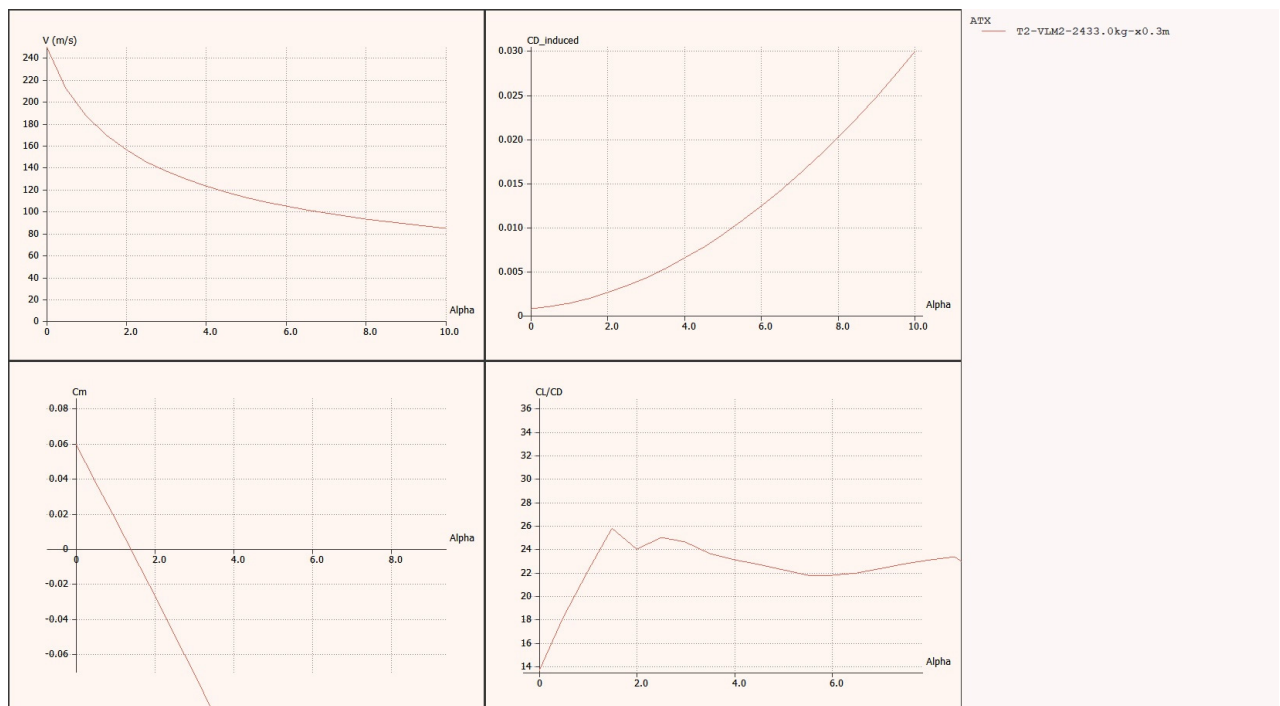 V (m/s)
240
220
200
180
160
140
120
100
80
60
40
20
0
0 2.0 4.0 6.0 8.0 10.0
Alpha
CD_induced
0.030
0.025
0.020
0.015
0.010
0.005
0
0 2.0 4.0 6.0 8.0 10.0
Alpha
ATX
T2-VLM2-2433.0kg-x0.3m
Cm
0.08
0.06
0.04
0.02
0
-0.02
-0.04
-0.06
0 2.0 4.0 6.0 8.0
Alpha
CL/CD
36
34
32
30
28
26
24
22
20
18
16
14
0 2.0 4.0 6.0
Alpha